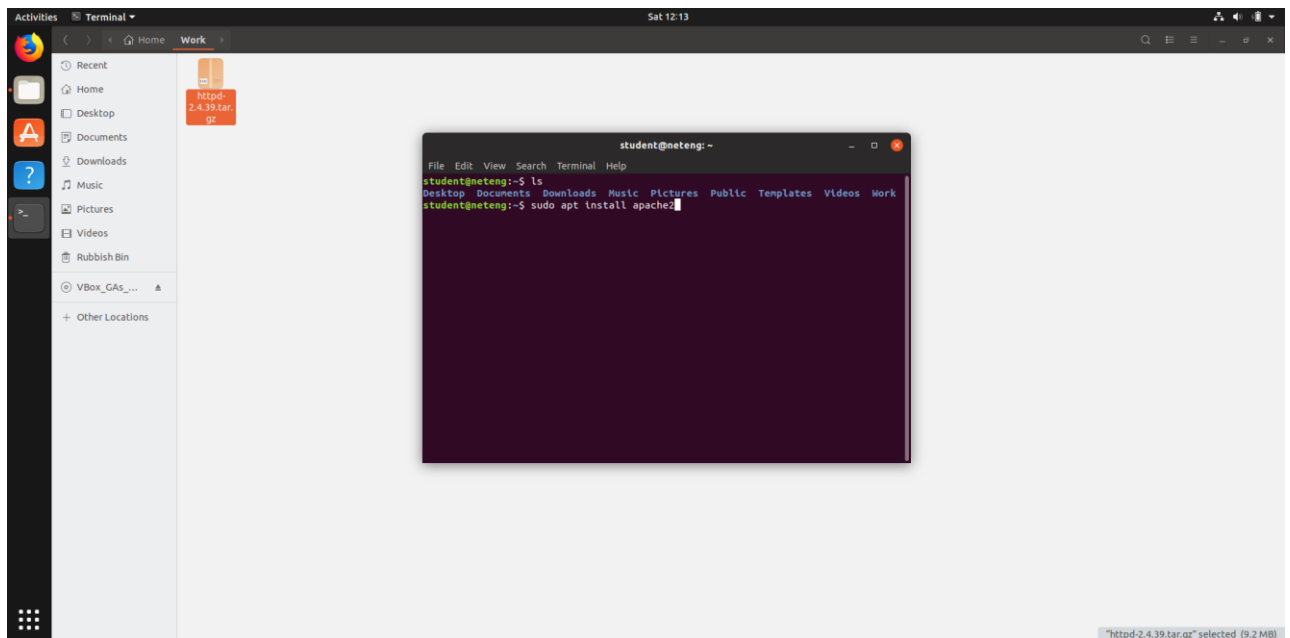 Activities Terminal Sat 12:13
Home Work
Recent
Home
Desktop
Documents
Downloads
Music
Pictures
Videos
Rubbish Bin
VBox_GAs_...
+ Other Locations
httpd-
2.4.39.tar.
gz
student@neteng: ~
File Edit View Search Terminal Help
student@neteng:~$ ls
Desktop Documents Downloads Music Pictures Public Templates Videos Work
student@neteng:~$ sudo apt install apache2
"httpd-2.4.39.tar.gz" selected (9.2 MB)